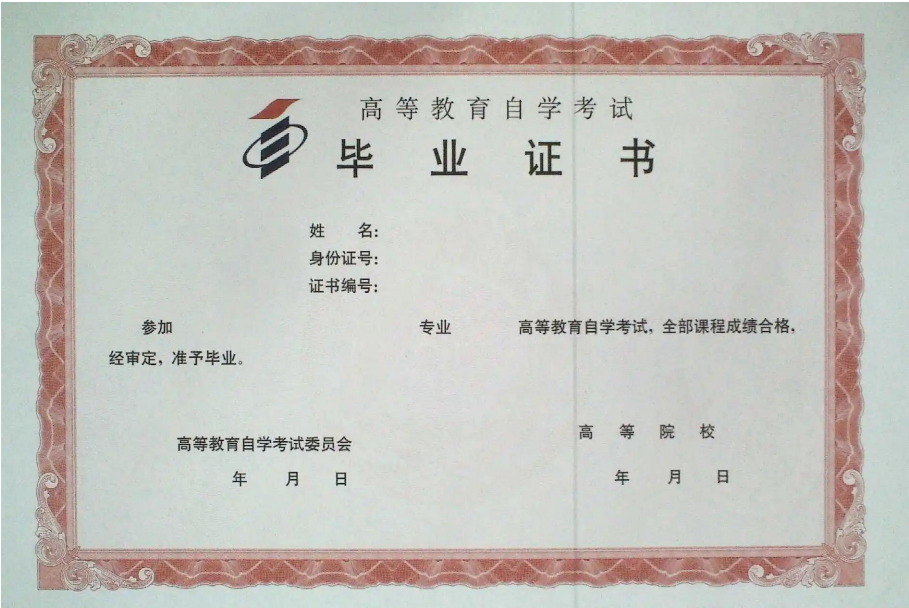 高等教育自学考试
毕业证书
姓名:
身份证号:
证书编号:
参加 专业 高等教育自学考试，全部课程成绩合格，
经审定，准予毕业。
高等教育自学考试委员会
高等院校
年 月 日
年 月 日